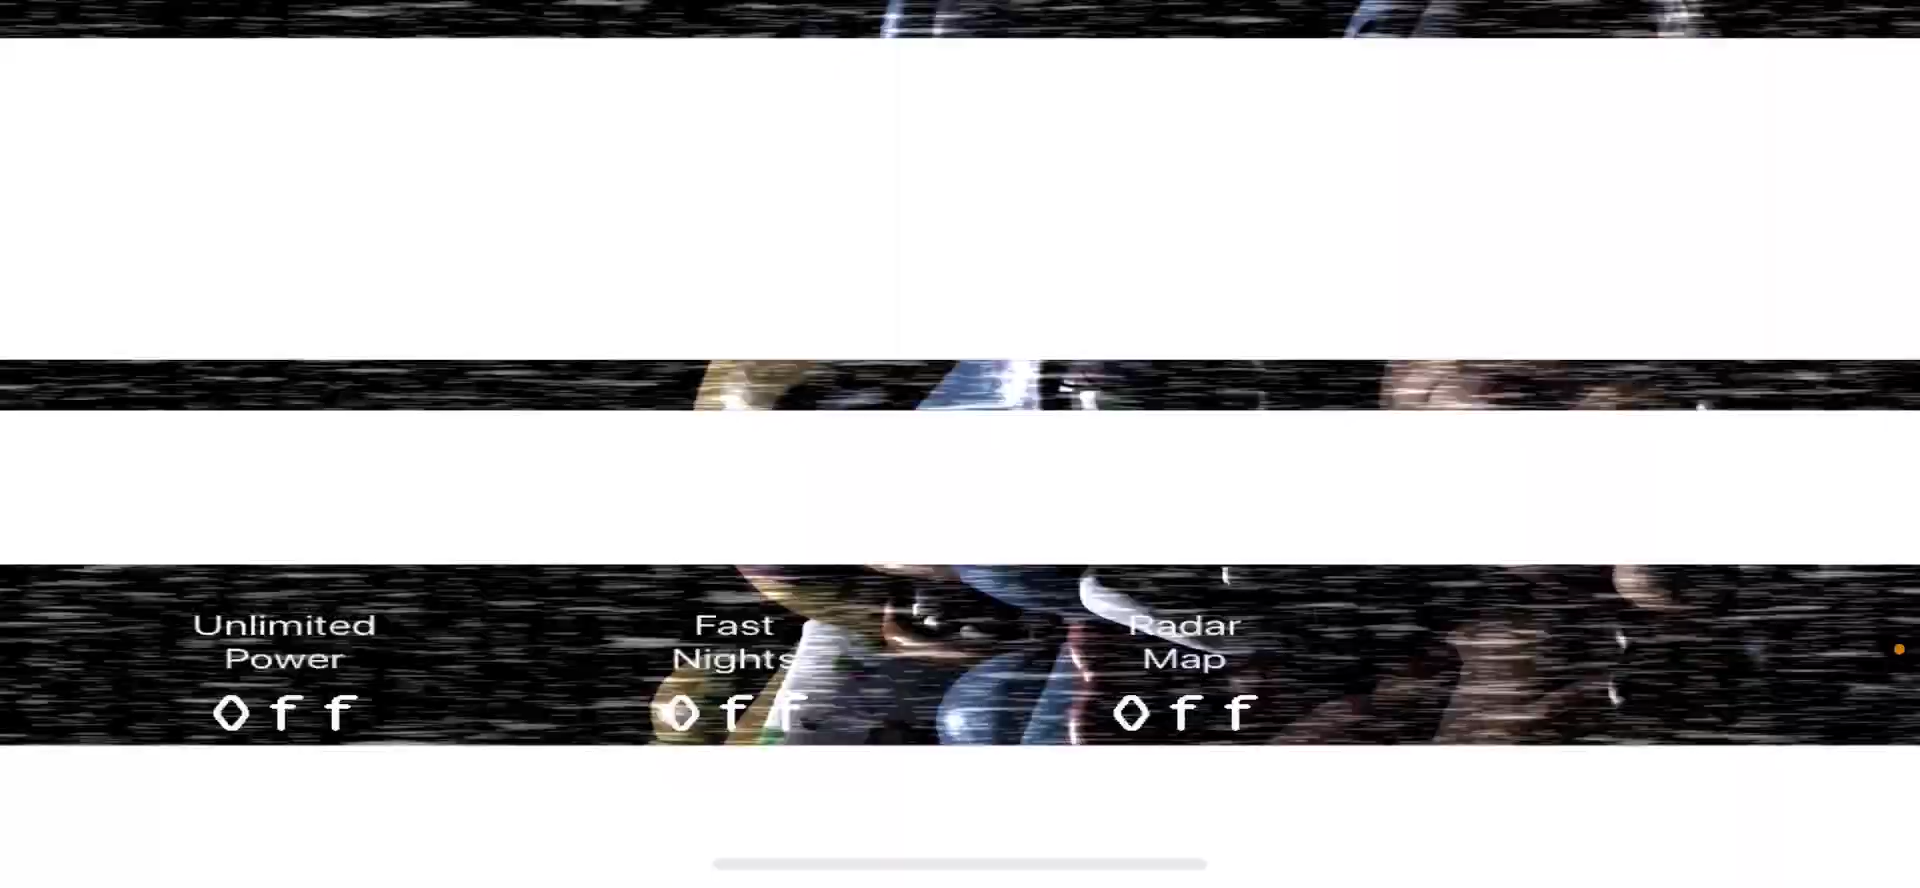 Unlimited
Power
Off
Fast
Nights
Off
Radar
Map
Off